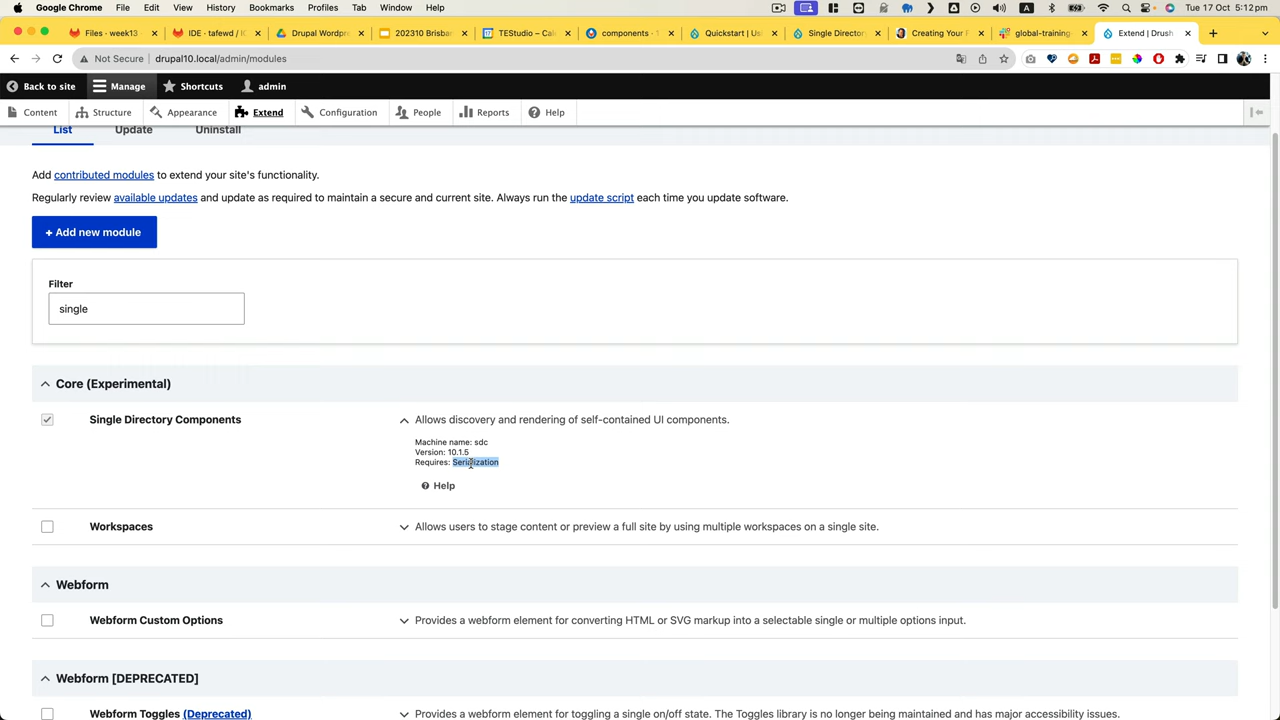 Google Chrome File Edit View History Bookmarks Profiles Tab Window Help Tue 17 Oct 5:12 pm
Files · week13 IDE · tafewd / IC Drupal Wordpr 202310 Brisban TEStudio – Cal components · 1 Quickstart | Us Single Director Creating Your F global-training Extend | Drush
Not Secure drupal10.local/admin/modules
Back to site Manage Shortcuts admin
Content Structure Appearance Extend Configuration People Reports Help
List Update Uninstall
Add contributed modules to extend your site's functionality.
Regularly review available updates and update as required to maintain a secure and current site. Always run the update script each time you update software.
+ Add new module
Filter
single
Core (Experimental)
Single Directory Components Allows discovery and rendering of self-contained UI components.
Machine name: sdc
Version: 10.1.5
Requires: Serialization
Help
Workspaces Allows users to stage content or preview a full site by using multiple workspaces on a single site.
Webform
Webform Custom Options Provides a webform element for converting HTML or SVG markup into a selectable single or multiple options input.
Webform [DEPRECATED]
Webform Toggles (Deprecated) Provides a webform element for toggling a single on/off state. The Toggles library is no longer being maintained and has major accessibility issues.